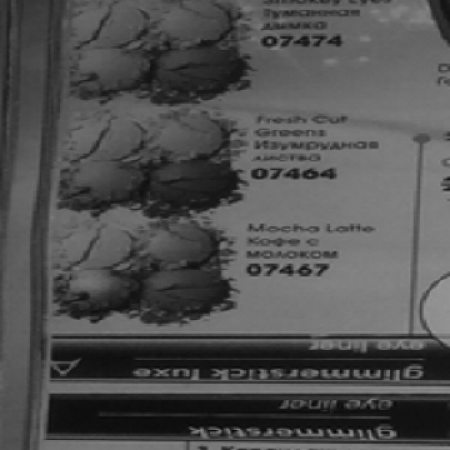 Smokey Eyes
Туманная
дымка
07474
Fresh Cut
Greens
Изумрудная
листва
07464
Mocha Latte
Кофе с
молоком
07467
eye liner
glimmerstick luxe
eye liner
glimmerstick